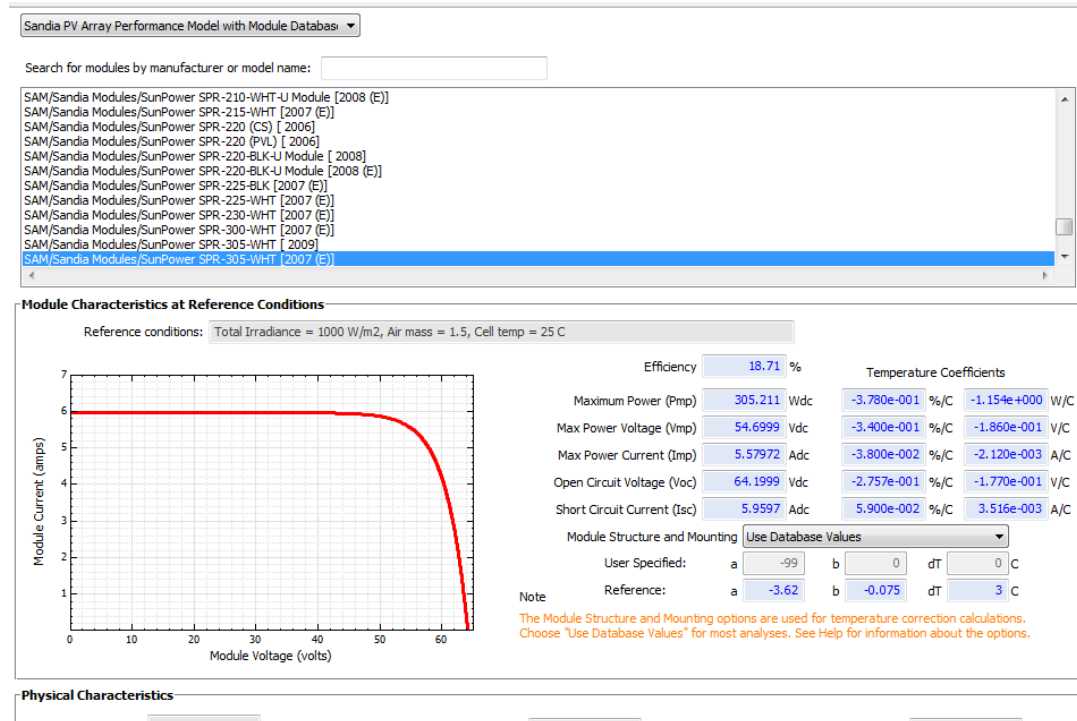 Sandia PV Array Performance Model with Module Databas
Search for modules by manufacturer or model name:
SAM/Sandia Modules/SunPower SPR-210-WHT-U Module [2008 (E)]
SAM/Sandia Modules/SunPower SPR-215-WHT [2007 (E)]
SAM/Sandia Modules/SunPower SPR-220 (CS) [ 2006]
SAM/Sandia Modules/SunPower SPR-220 (PVL) [ 2006]
SAM/Sandia Modules/SunPower SPR-220-BLK-U Module [ 2008]
SAM/Sandia Modules/SunPower SPR-220-BLK-U Module [2008 (E)]
SAM/Sandia Modules/SunPower SPR-225-BLK [2007 (E)]
SAM/Sandia Modules/SunPower SPR-225-WHT [2007 (E)]
SAM/Sandia Modules/SunPower SPR-230-WHT [2007 (E)]
SAM/Sandia Modules/SunPower SPR-300-WHT [2007 (E)]
SAM/Sandia Modules/SunPower SPR-305-WHT [ 2009]
SAM/Sandia Modules/SunPower SPR-305-WHT [2007 (E)]
Module Characteristics at Reference Conditions
Reference conditions: Total Irradiance = 1000 W/m2, Air mass = 1.5, Cell temp = 25 C
7
6
5
4
3
2
1
Module Current (amps)
0 10 20 30 40 50 60
Module Voltage (volts)
Efficiency 18.71 % Temperature Coefficients
Maximum Power (Pmp) 305.211 Wdc -3.780e-001 %/C -1.154e+000 W/C
Max Power Voltage (Vmp) 54.6999 Vdc -3.400e-001 %/C -1.860e-001 V/C
Max Power Current (Imp) 5.57972 Adc -3.800e-002 %/C -2.120e-003 A/C
Open Circuit Voltage (Voc) 64.1999 Vdc -2.757e-001 %/C -1.770e-001 V/C
Short Circuit Current (Isc) 5.9597 Adc 5.900e-002 %/C 3.516e-003 A/C
Module Structure and Mounting Use Database Values
User Specified: a -99 b 0 dT 0 C
Reference: a -3.62 b -0.075 dT 3 C
Note
The Module Structure and Mounting options are used for temperature correction calculations.
Choose "Use Database Values" for most analyses. See Help for information about the options.
Physical Characteristics